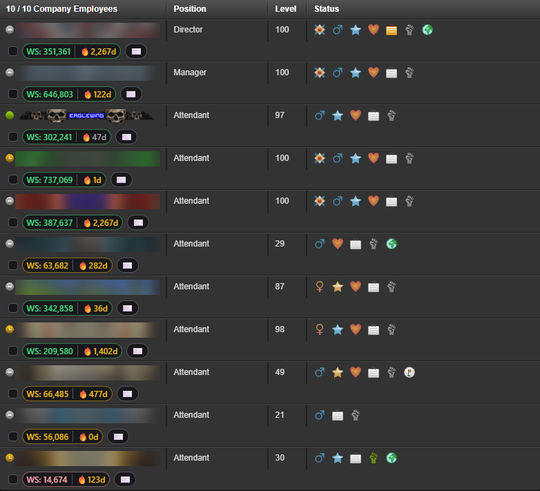 10 / 10 Company Employees Position Level Status
Director 100
WS: 351,361 2,267d
Manager 100
WS: 646,803 122d
EAGLEWING Attendant 97
WS: 302,241 47d
Attendant 100
WS: 737,069 1d
Attendant 100
WS: 387,637 2,267d
Attendant 29
WS: 63,682 282d
Attendant 87
WS: 342,858 36d
Attendant 98
WS: 209,580 1,402d
Attendant 49
WS: 66,485 477d
Attendant 21
WS: 56,086 0d
Attendant 30
WS: 14,674 123d